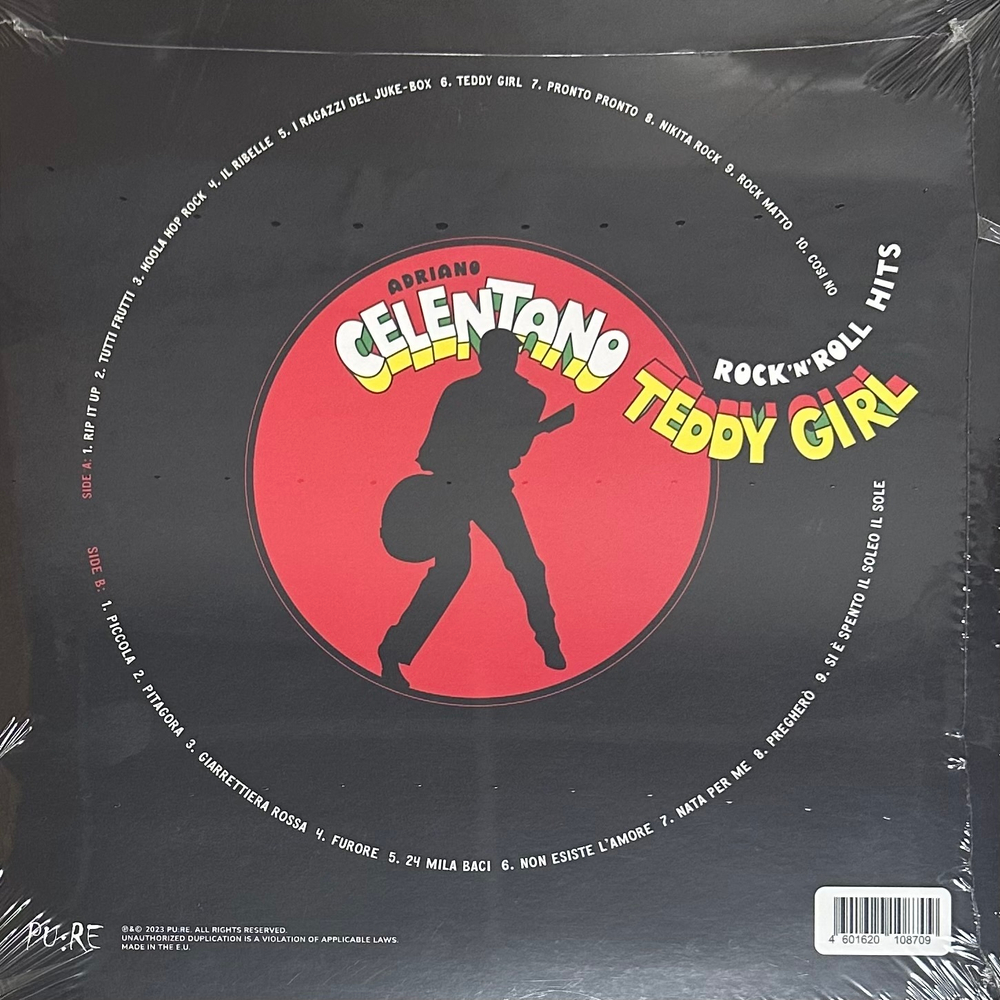 SIDE A: 1. RIP IT UP 2. TUTTI FRUTTI 3. HOOLA HOP ROCK 4. IL RIBELLE 5. I RAGAZZI DEL JUKE-BOX 6. TEDDY GIRL 7. PRONTO PRONTO 8. NIKITA ROCK 9. ROCK MATTO 10. COSI NO
ADRIANO
CELENTANO
ROCK'N'ROLL HITS
TEDDY GIRL
SIDE B: 1. PICCOLA 2. PITAGORA 3. GIARRETTIERA ROSSA 4. FURORE 5. 24 MILA BACI 6. NON ESISTE L'AMORE 7. NATA PER ME 8. PREGHERÒ 9. SI È SPENTO IL SOLEO IL SOLE
PU:RE
℗&© 2023 PU:RE. ALL RIGHTS RESERVED.
UNAUTHORIZED DUPLICATION IS A VIOLATION OF APPLICABLE LAWS.
MADE IN THE E.U.
4 601620 108709